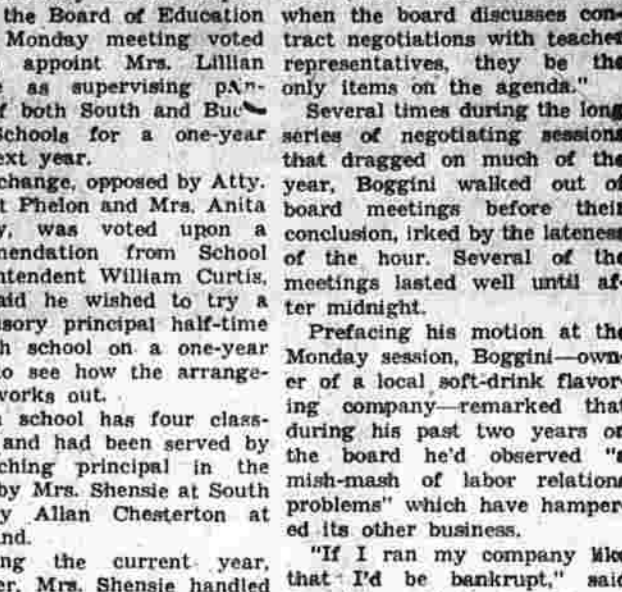 the Board of Education
Monday meeting voted
appoint Mrs. Lillian
as supervising
both South and
Schools for a one-year
ext year.
change, opposed by Atty.
t Phelon and Mrs. Anita
y, was voted upon a
mendation from School
ntendent William Curtis,
aid he wished to try a
sory principal half-time
h school on a one-year
o see how the arrange-
works out.
school has four class-
and had been served by
ching principal in the
by Mrs. Shensie at South
y Allan Chesterton at
nd.
ng the current year,
er, Mrs. Shensie handled
when the board discusses con-
tract negotiations with teacher
representatives, they be the
only items on the agenda."
Several times during the long
series of negotiating sessions
that dragged on much of the
year, Boggini walked out of
board meetings before their
conclusion, irked by the lateness
of the hour. Several of the
meetings lasted well until af-
ter midnight.
Prefacing his motion at the
Monday session, Boggini—own-
er of a local soft-drink flavor-
ing company—remarked that
during his past two years on
the board he'd observed "a
mish-mash of labor relations
problems" which have hamper-
ed its other business.
"If I ran my company like
that I'd be bankrupt," said